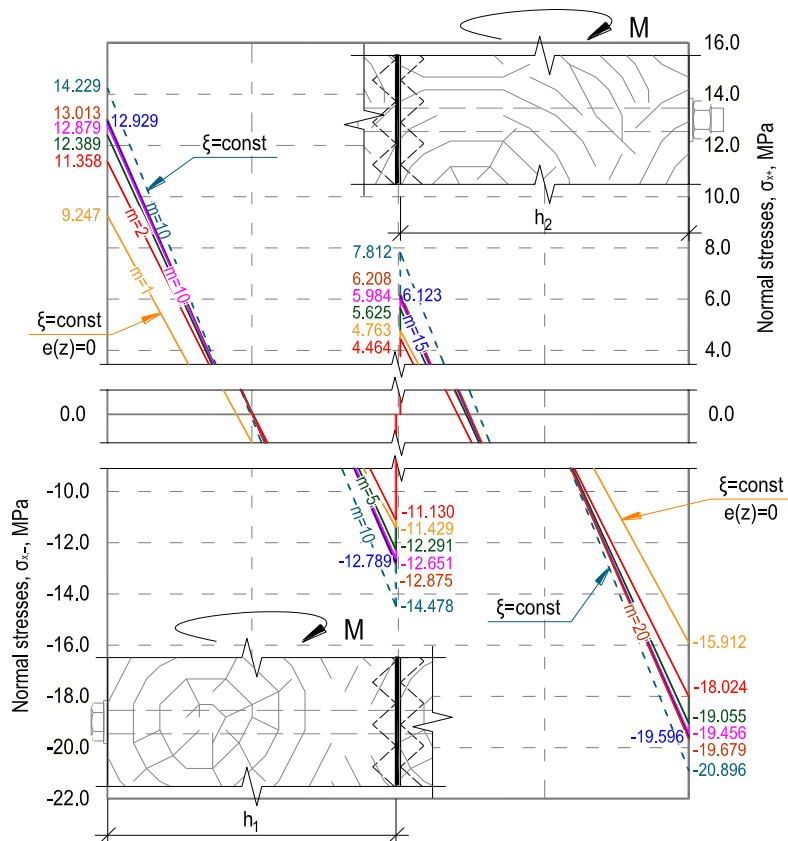 M
16.0
14.0
12.0
10.0
8.0
6.0
4.0
0.0
Normal stresses, σx+, MPa
14.229
13.013
12.929
12.879
12.389
11.358
9.247
ξ=const
m=10
m=2
m=10
m=1
ξ=const
e(z)=0
h2
7.812
6.208
6.123
5.984
5.625
4.763
4.464
m=15
0.0
-10.0
-12.0
-14.0
-16.0
-18.0
-20.0
-22.0
Normal stresses, σx-, MPa
m=5
m=10
-11.130
-11.429
-12.291
-12.789
-12.651
-12.875
-14.478
ξ=const
e(z)=0
ξ=const
m=20
M
-15.912
-18.024
-19.055
-19.596
-19.456
-19.679
-20.896
h1